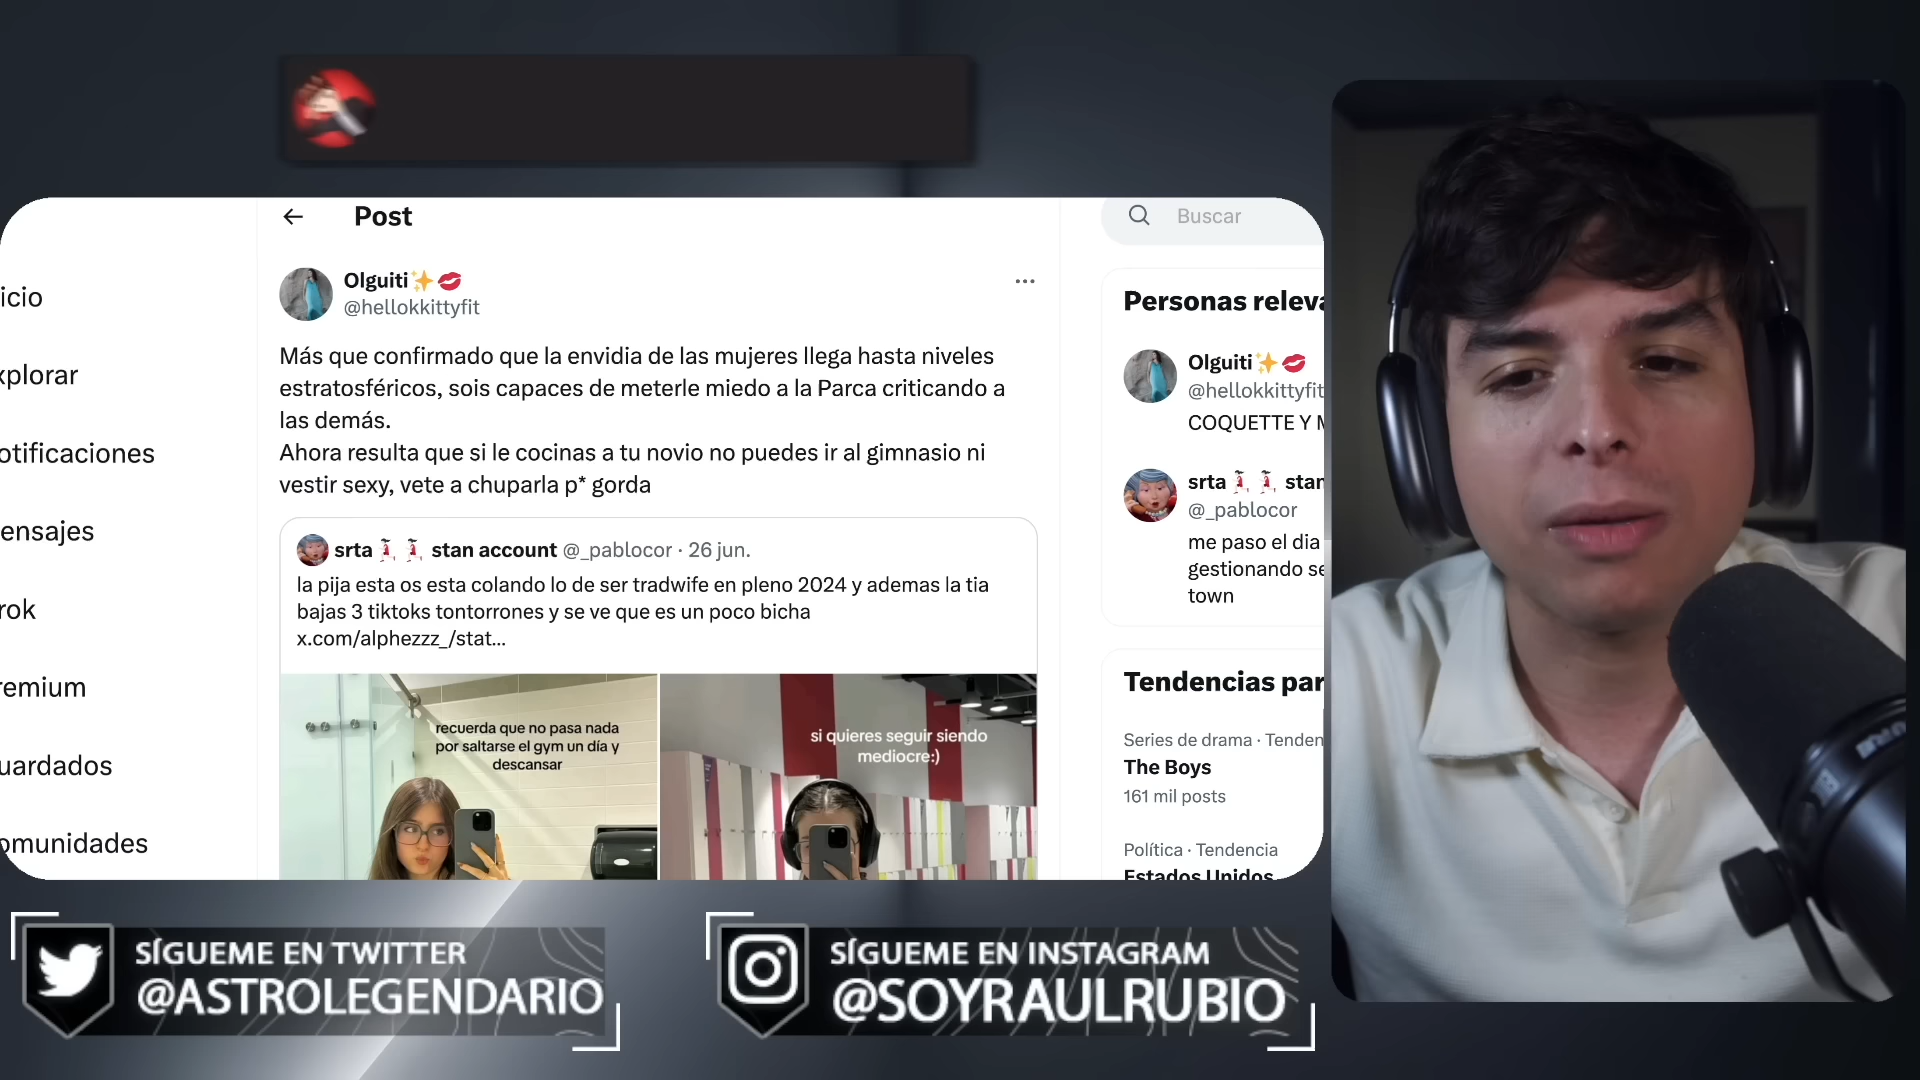 Post
Buscar
icio
xplorar
otificaciones
ensajes
rok
remium
uardados
omunidades
Olguiti✨💋
@hellokkittyfit
Más que confirmado que la envidia de las mujeres llega hasta niveles
estratosféricos, sois capaces de meterle miedo a la Parca criticando a
las demás.
Ahora resulta que si le cocinas a tu novio no puedes ir al gimnasio ni
vestir sexy, vete a chuparla p* gorda
srta stan account @_pablocor · 26 jun.
la pija esta os esta colando lo de ser tradwife en pleno 2024 y ademas la tia
bajas 3 tiktoks tontorrones y se ve que es un poco bicha
x.com/alphezzz_/stat...
recuerda que no pasa nada
por saltarse el gym un día y
descansar
si quieres seguir siendo
mediocre:)
Personas releva
Olguiti✨💋
@hellokkittyfit
COQUETTE Y M
srta stan
@_pablocor
me paso el dia
gestionando se
town
Tendencias par
Series de drama · Tenden
The Boys
161 mil posts
Política · Tendencia
Estados Unidos
SÍGUEME EN TWITTER
@ASTROLEGENDARIO
SÍGUEME EN INSTAGRAM
@SOYRAULRUBIO